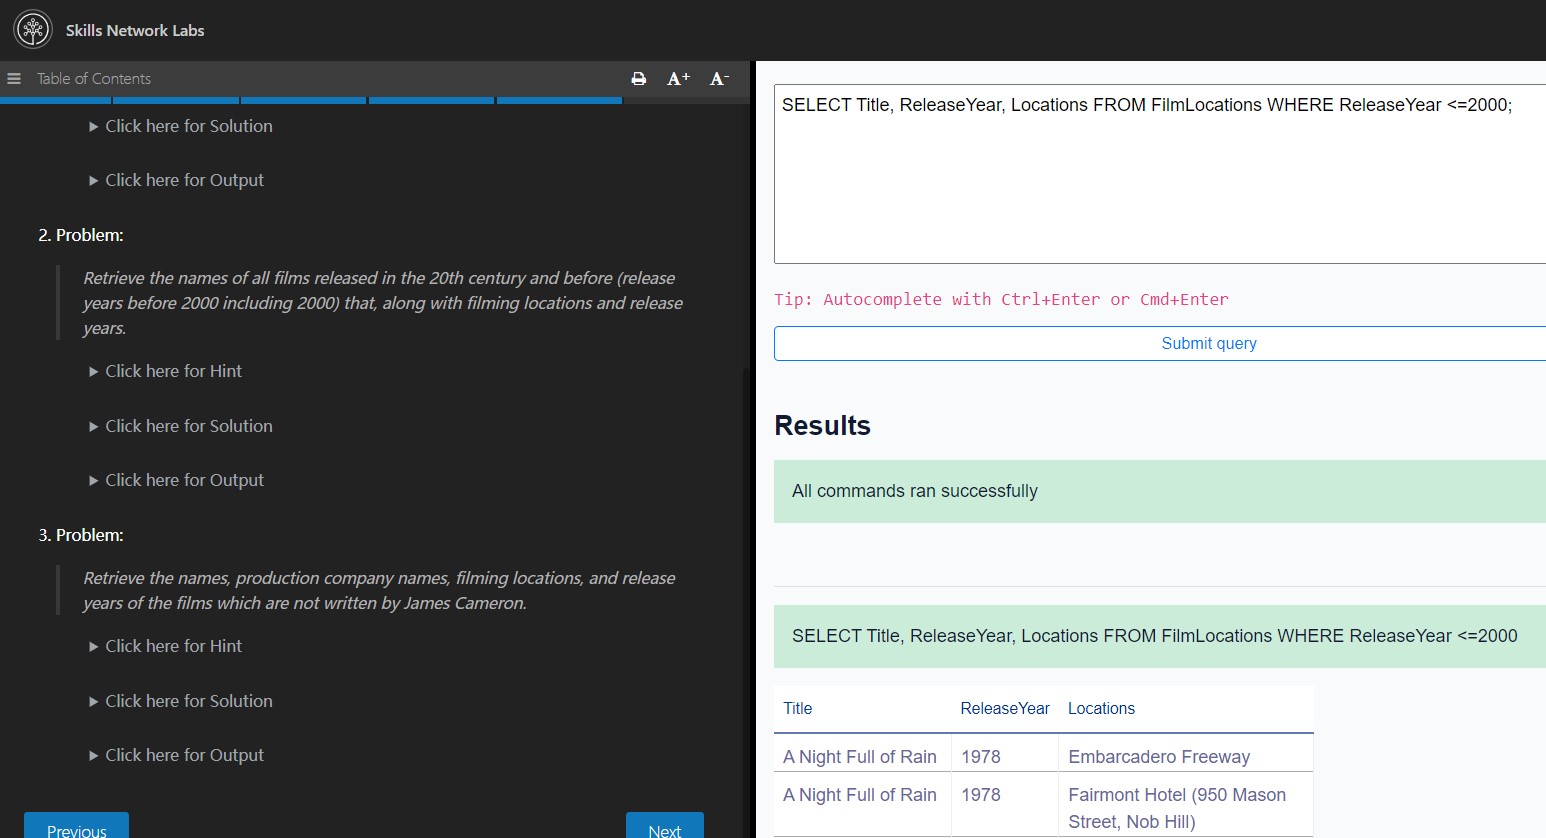 Skills Network Labs
Table of Contents
A+ A-
Click here for Solution
Click here for Output
2. Problem:
Retrieve the names of all films released in the 20th century and before (release
years before 2000 including 2000) that, along with filming locations and release
years.
Click here for Hint
Click here for Solution
Click here for Output
3. Problem:
Retrieve the names, production company names, filming locations, and release
years of the films which are not written by James Cameron.
Click here for Hint
Click here for Solution
Click here for Output
Previous
Next
SELECT Title, ReleaseYear, Locations FROM FilmLocations WHERE ReleaseYear <=2000;
Tip: Autocomplete with Ctrl+Enter or Cmd+Enter
Submit query
Results
All commands ran successfully
SELECT Title, ReleaseYear, Locations FROM FilmLocations WHERE ReleaseYear <=2000
Title ReleaseYear Locations
A Night Full of Rain 1978 Embarcadero Freeway
A Night Full of Rain 1978 Fairmont Hotel (950 Mason
Street, Nob Hill)